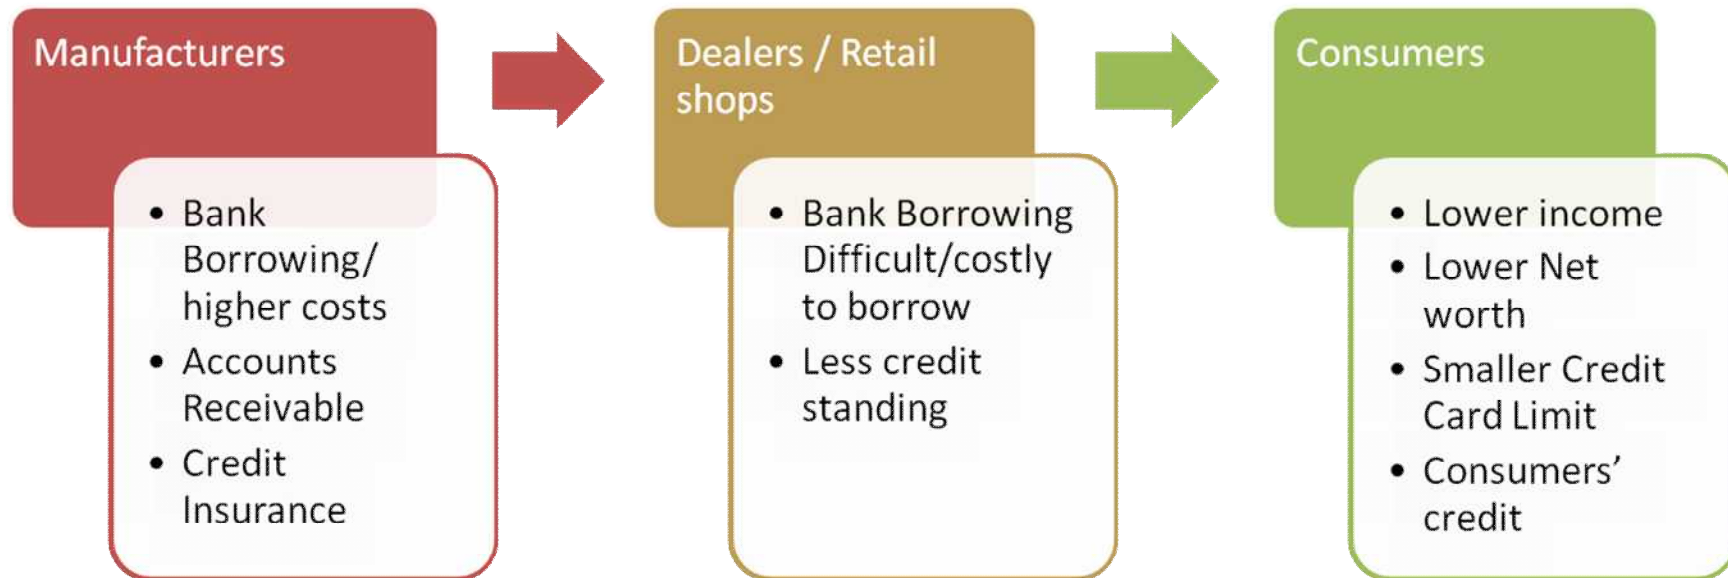 Manufacturers
• Bank
Borrowing/
higher costs
• Accounts
Receivable
• Credit
Insurance
Dealers / Retail
shops
• Bank Borrowing
Difficult/costly
to borrow
• Less credit
standing
Consumers
• Lower income
• Lower Net
worth
• Smaller Credit
Card Limit
• Consumers’
credit